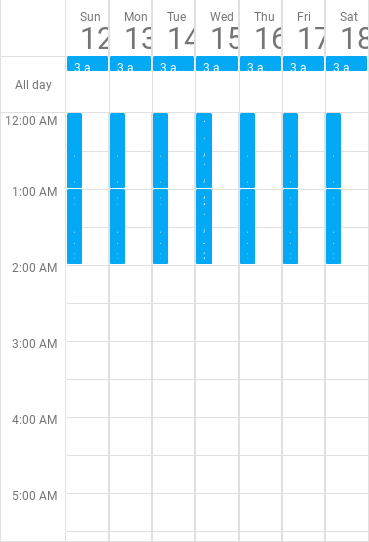 Sun Mon Tue Wed Thu Fri Sat
12 13 14 15 16 17 18
3 a 3 a 3 a 3 a 3 a 3 a 3 a
All day
12:00 AM
1:00 AM
2:00 AM
3:00 AM
4:00 AM
5:00 AM